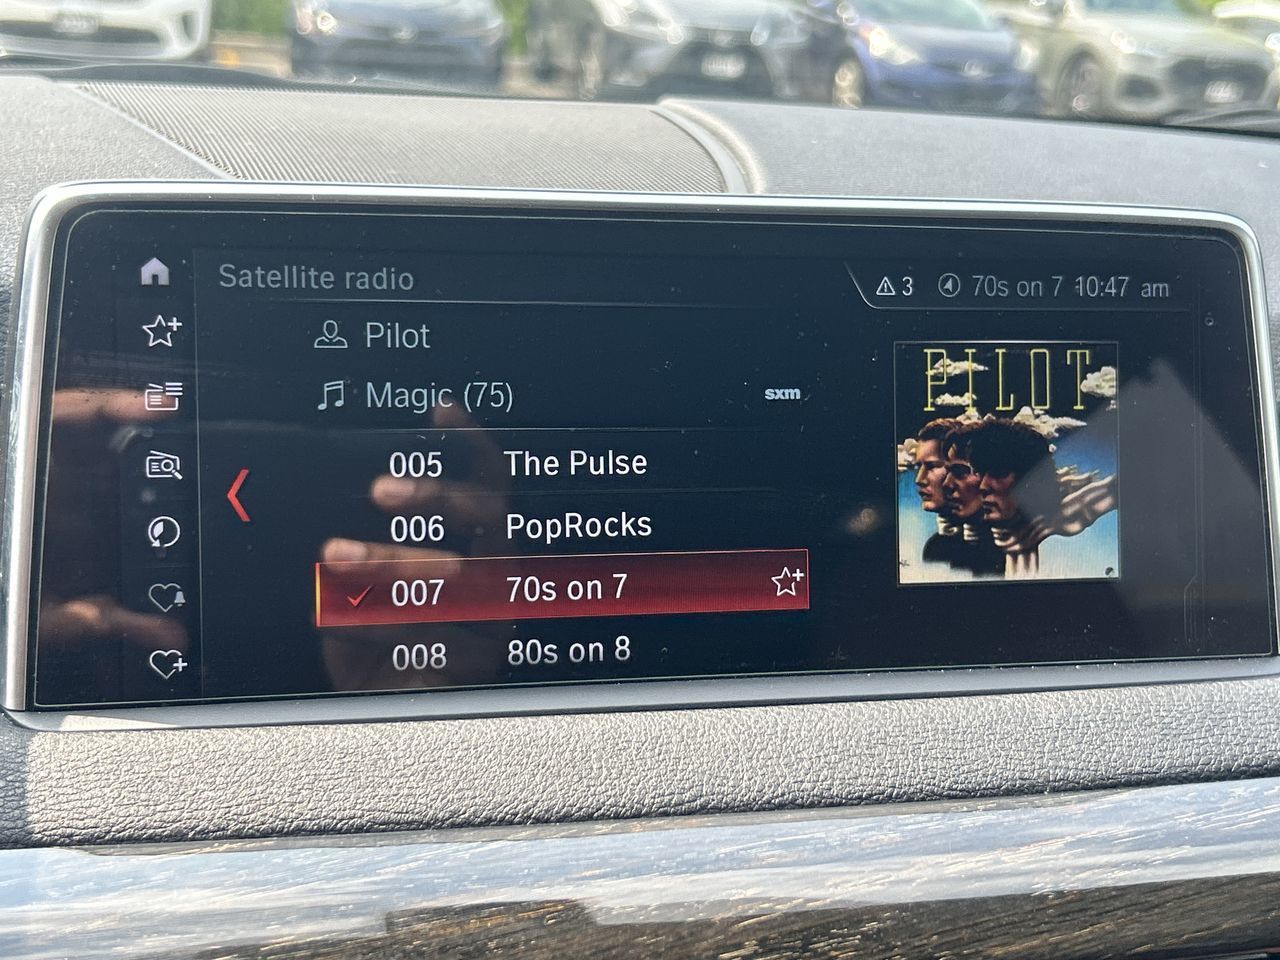 Satellite radio
3 70s on 7 10:47 am
Pilot
Magic (75)
sxm
PILOT
005 The Pulse
006 PopRocks
007 70s on 7
008 80s on 8